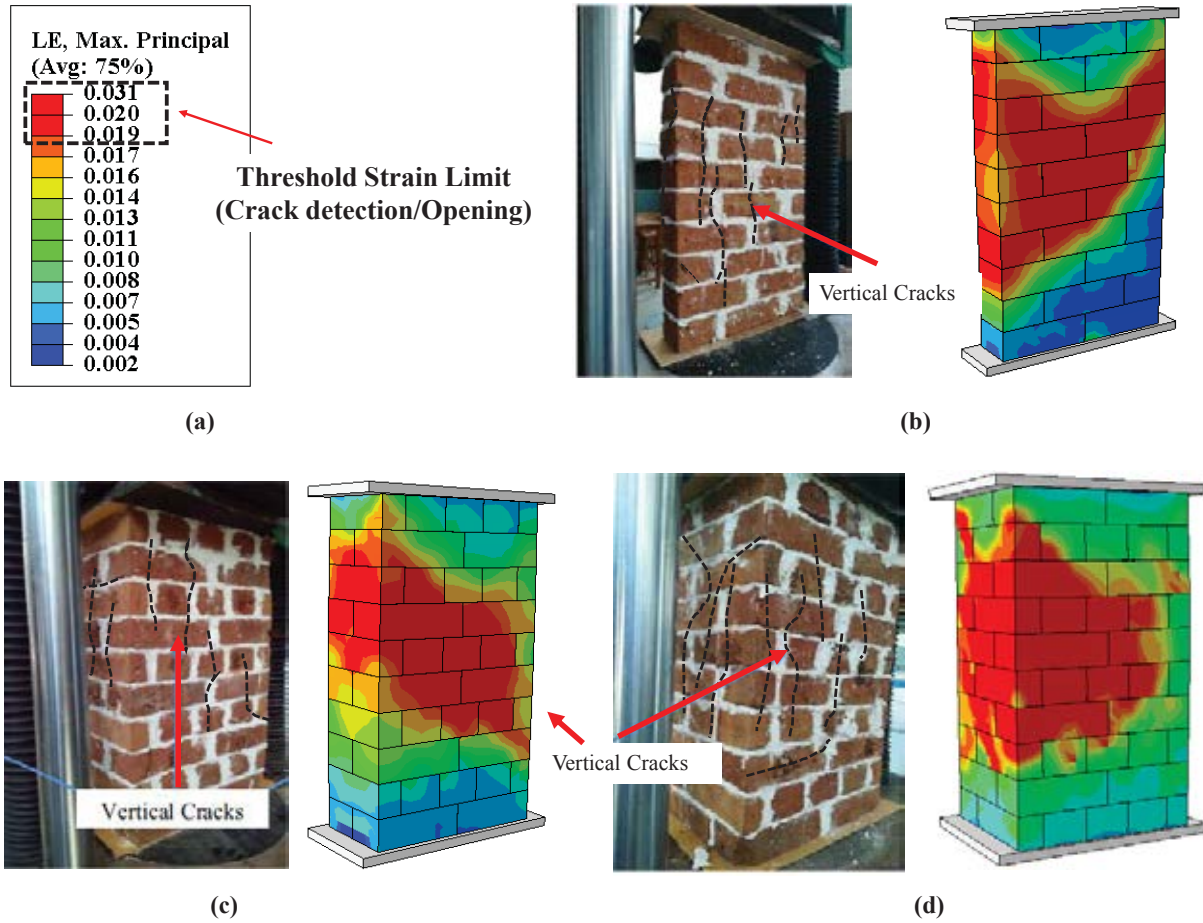 LE, Max. Principal
(Avg: 75%)
0.031
0.020
0.019
0.017
0.016
0.014
0.013
0.011
0.010
0.008
0.007
0.005
0.004
0.002
Threshold Strain Limit
(Crack detection/Opening)
Vertical Cracks
(a)
(b)
Vertical Cracks
Vertical Cracks
(c)
(d)